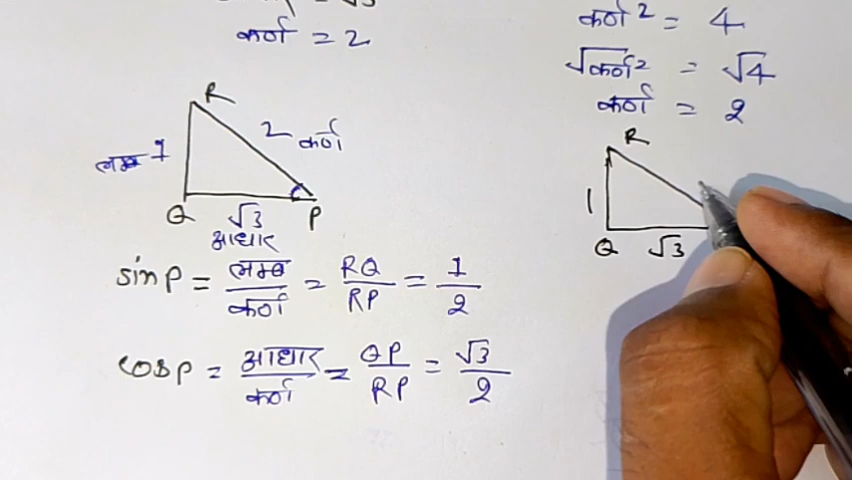 कर्ण = 2
R
लम्ब 1
2 कर्ण
Q √3 P
आधार
sin P = लम्ब/कर्ण = RQ/RP = 1/2
cos P = आधार/कर्ण = QP/RP = √3/2
कर्ण² = 4
√कर्ण² = √4
कर्ण = 2
R
1
Q √3